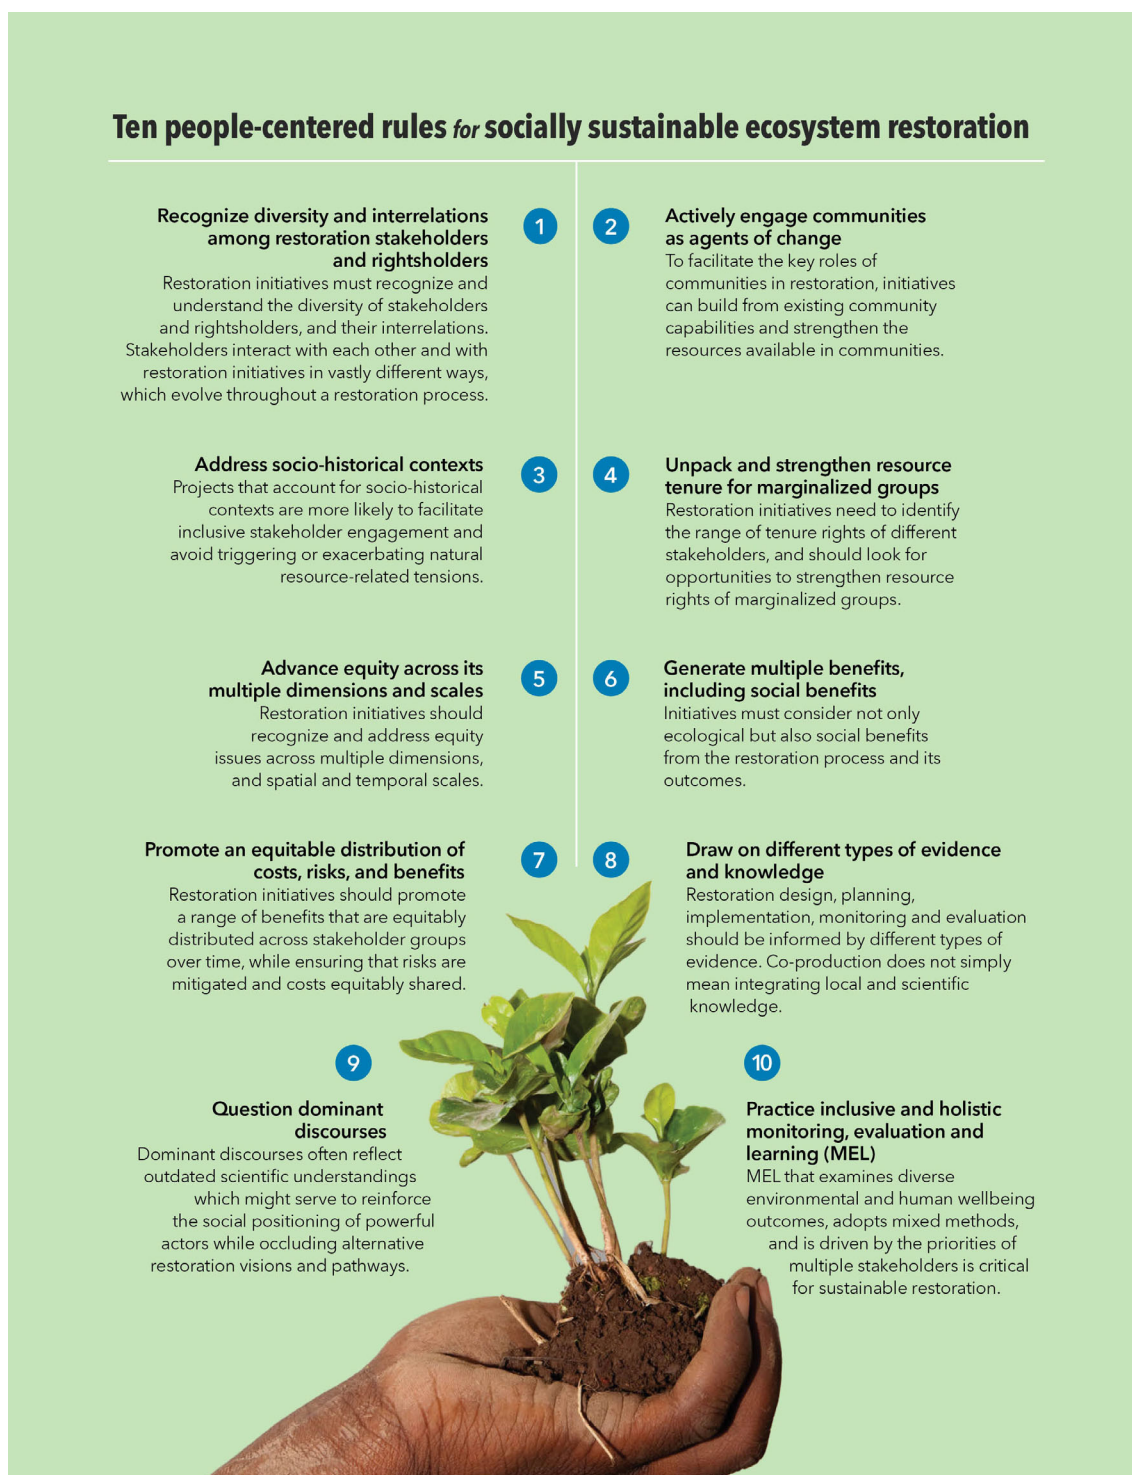 Ten people-centered rules for socially sustainable ecosystem restoration
1
Recognize diversity and interrelations
among restoration stakeholders
and rightsholders
Restoration initiatives must recognize and
understand the diversity of stakeholders
and rightsholders, and their interrelations.
Stakeholders interact with each other and with
restoration initiatives in vastly different ways,
which evolve throughout a restoration process.
2
Actively engage communities
as agents of change
To facilitate the key roles of
communities in restoration, initiatives
can build from existing community
capabilities and strengthen the
resources available in communities.
3
Address socio-historical contexts
Projects that account for socio-historical
contexts are more likely to facilitate
inclusive stakeholder engagement and
avoid triggering or exacerbating natural
resource-related tensions.
4
Unpack and strengthen resource
tenure for marginalized groups
Restoration initiatives need to identify
the range of tenure rights of different
stakeholders, and should look for
opportunities to strengthen resource
rights of marginalized groups.
5
Advance equity across its
multiple dimensions and scales
Restoration initiatives should
recognize and address equity
issues across multiple dimensions,
and spatial and temporal scales.
6
Generate multiple benefits,
including social benefits
Initiatives must consider not only
ecological but also social benefits
from the restoration process and its
outcomes.
7
Promote an equitable distribution of
costs, risks, and benefits
Restoration initiatives should promote
a range of benefits that are equitably
distributed across stakeholder groups
over time, while ensuring that risks are
mitigated and costs equitably shared.
8
Draw on different types of evidence
and knowledge
Restoration design, planning,
implementation, monitoring and evaluation
should be informed by different types of
evidence. Co-production does not simply
mean integrating local and scientific
knowledge.
9
Question dominant
discourses
Dominant discourses often reflect
outdated scientific understandings
which might serve to reinforce
the social positioning of powerful
actors while occluding alternative
restoration visions and pathways.
10
Practice inclusive and holistic
monitoring, evaluation and
learning (MEL)
MEL that examines diverse
environmental and human wellbeing
outcomes, adopts mixed methods,
and is driven by the priorities of
multiple stakeholders is critical
for sustainable restoration.